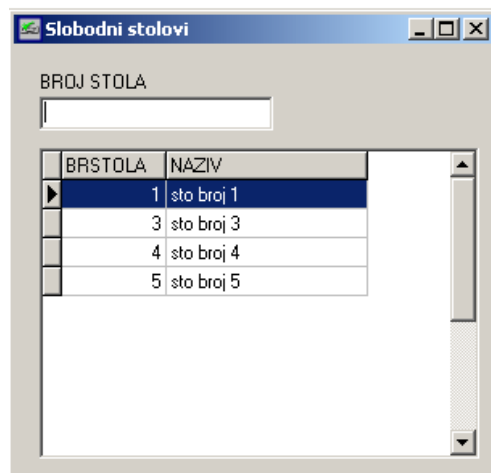 Slobodni stolovi
BROJ STOLA
BRSTOLA NAZIV
1 sto broj 1
3 sto broj 3
4 sto broj 4
5 sto broj 5